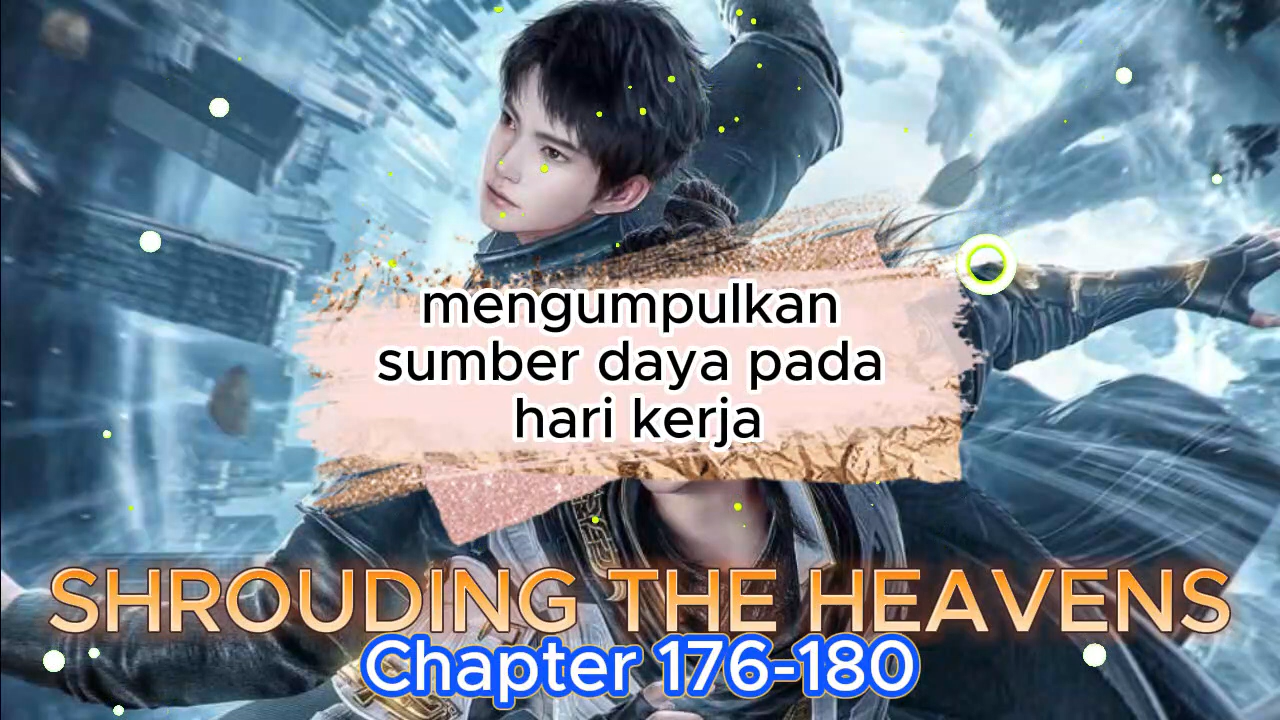 mengumpulkan
sumber daya pada
hari kerja
SHROUDING THE HEAVENS
Chapter 176-180